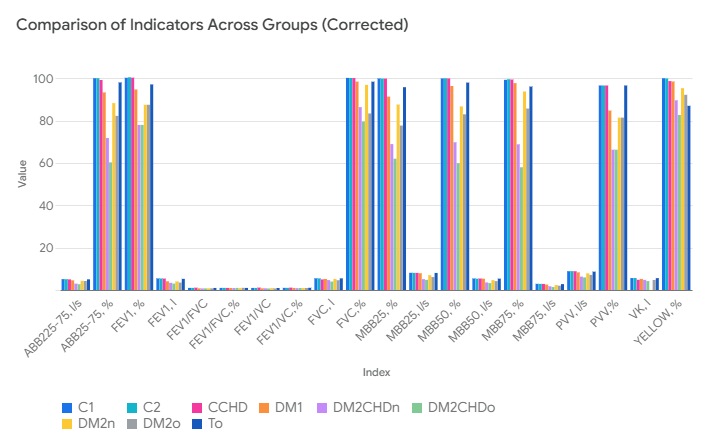 Comparison of Indicators Across Groups (Corrected)
100
80
60
40
20
Value
ABB225-75, l/s
ABB25-75, %
FEV1, %
FEV1, l
FEV1/FVC
FEV1/FVC,%
FEV1/VC
FEV1/VC,%
FVC, l
FVC,%
MBB25, %
MBB25, l/s
MBB50, %
MBB50, l/s
MBB75, %
MBB75, l/s
PVV, l/s
PVV,%
VK, l
YELLOW, %
Index
C1 C2 CCHD DM1 DM2CHDn DM2CHDo
DM2n DM2o To